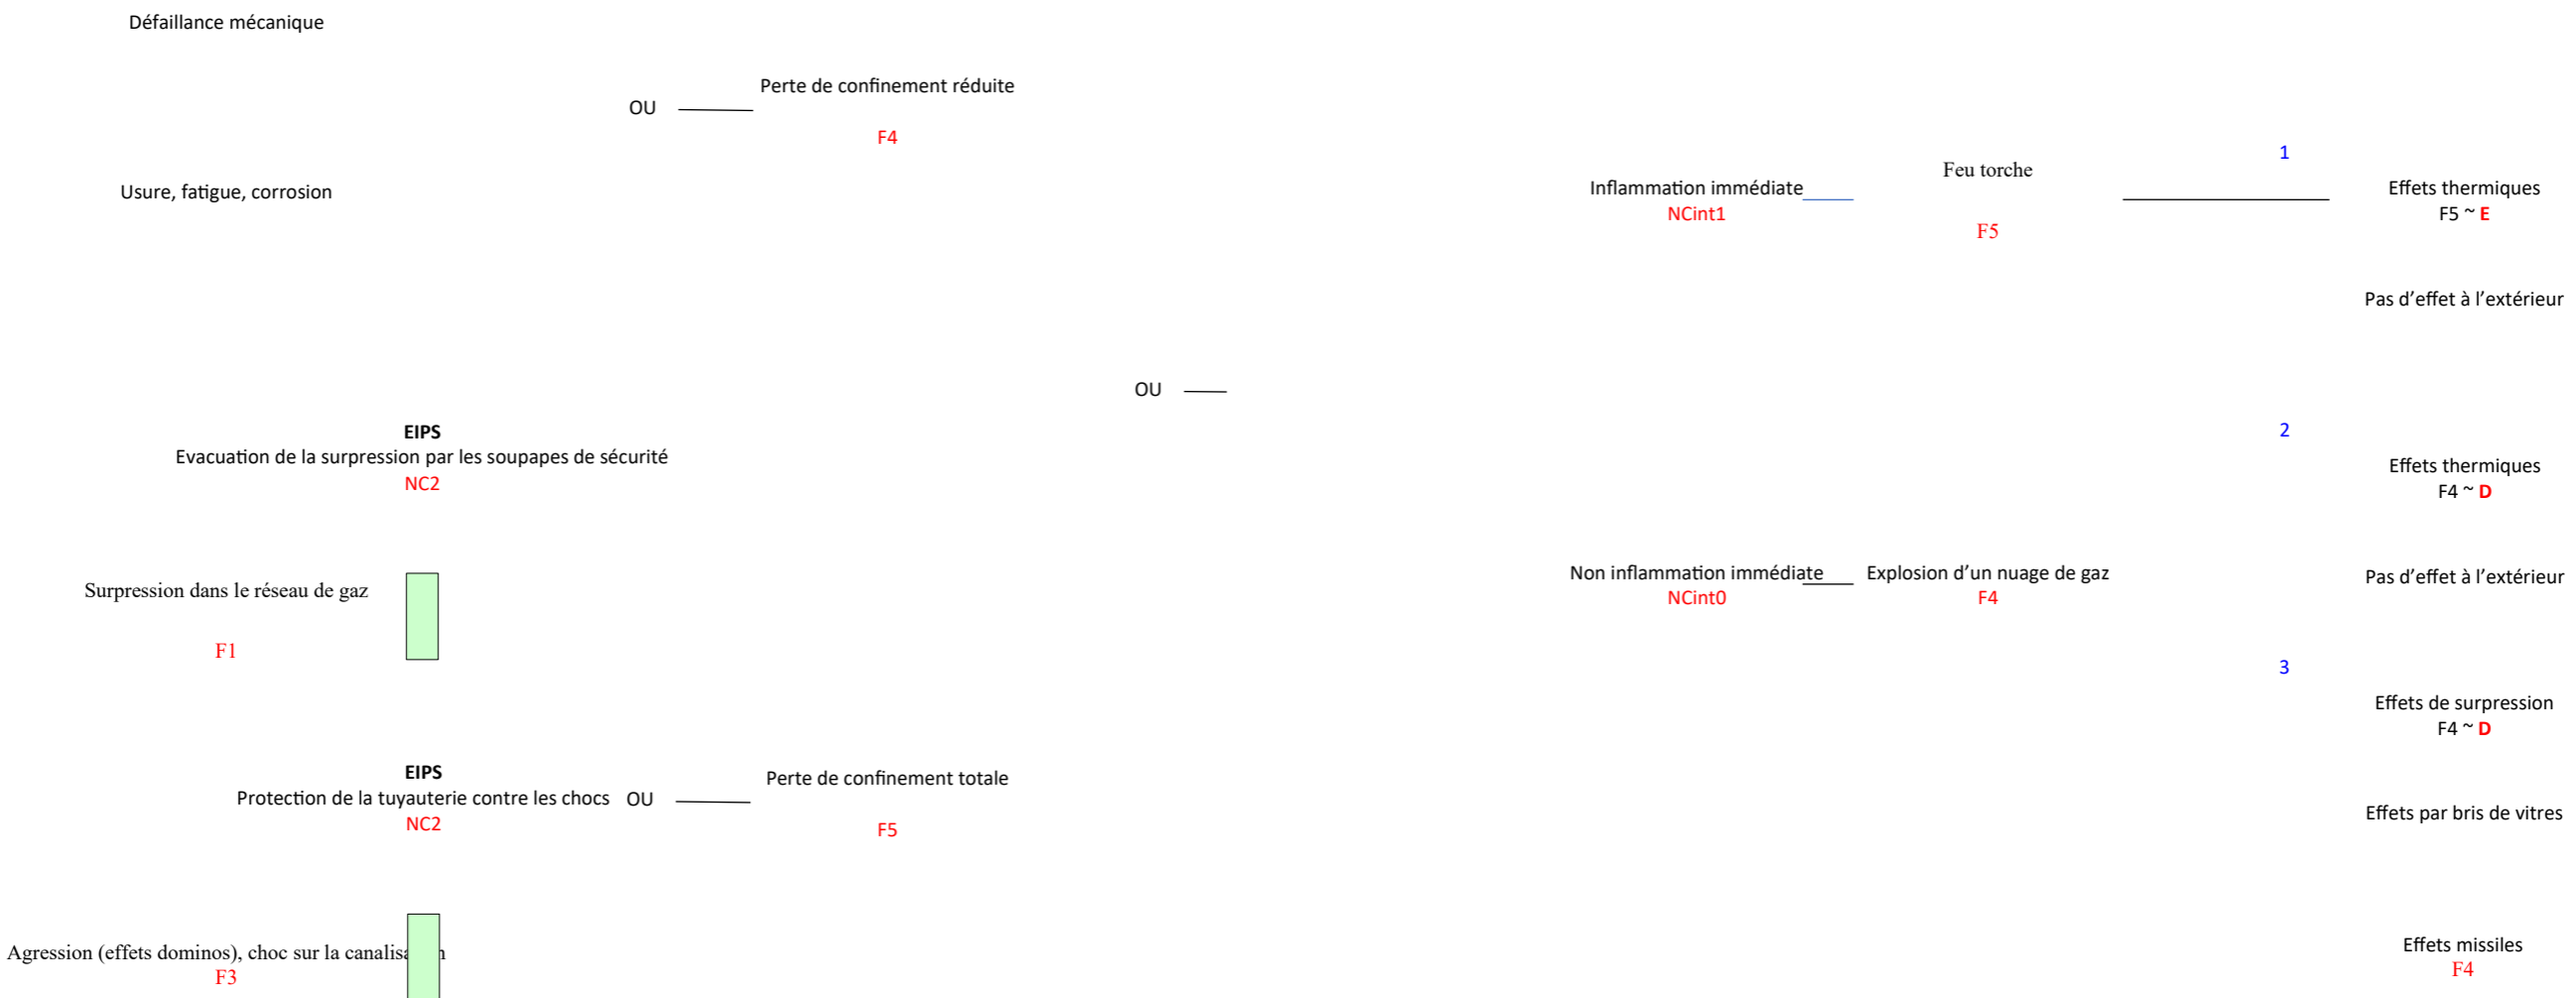 Défaillance mécanique
Perte de confinement réduite
OU
F4
Usure, fatigue, corrosion
Inflammation immédiate
NCint1
Feu torche
F5
1
Effets thermiques
F5 ~ E
Pas d’effet à l’extérieur
OU
EIPS
Evacuation de la surpression par les soupapes de sécurité
NC2
2
Effets thermiques
F4 ~ D
Surpression dans le réseau de gaz
F1
Non inflammation immédiate
NCint0
Explosion d’un nuage de gaz
F4
Pas d’effet à l’extérieur
3
Effets de surpression
F4 ~ D
EIPS
Protection de la tuyauterie contre les chocs
NC2
OU
Perte de confinement totale
F5
Effets par bris de vitres
Agression (effets dominos), choc sur la
F3
Effets missiles
F4